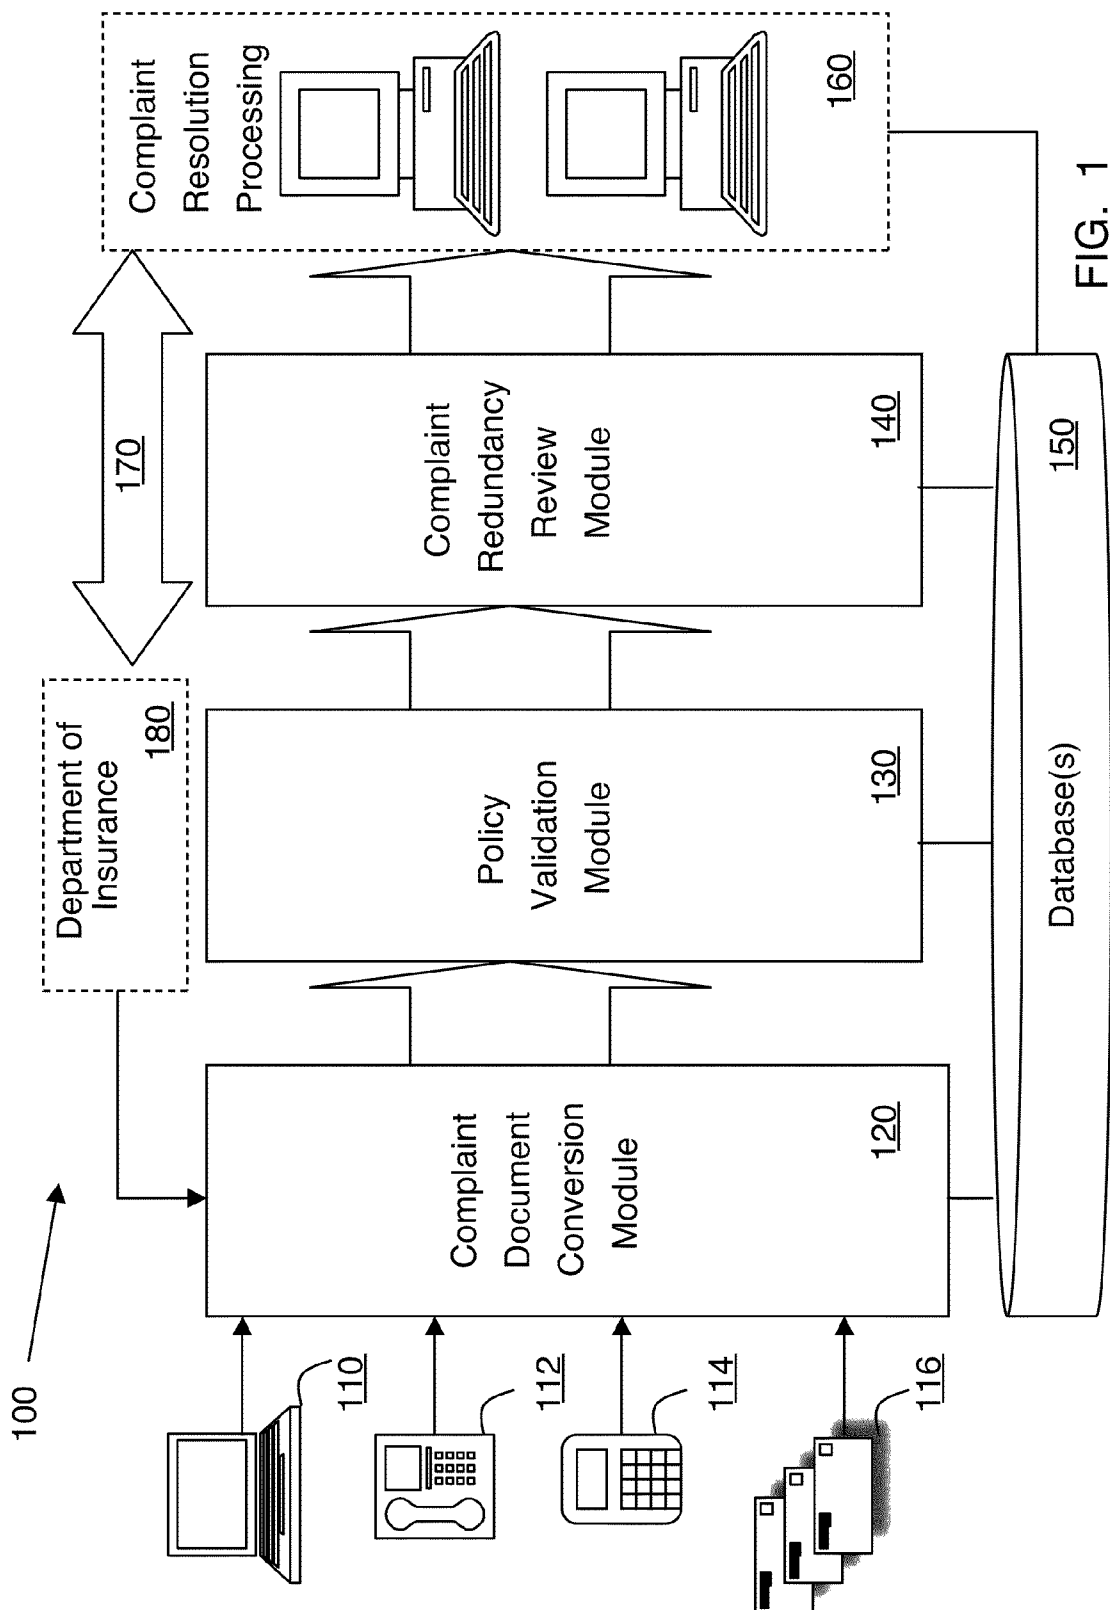 100
Department of
Insurance
180
170
Complaint
Resolution
Processing
160
110
112
114
116
Complaint
Document
Conversion
Module
120
Policy
Validation
Module
130
Complaint
Redundancy
Review
Module
140
Database(s)
150
FIG. 1